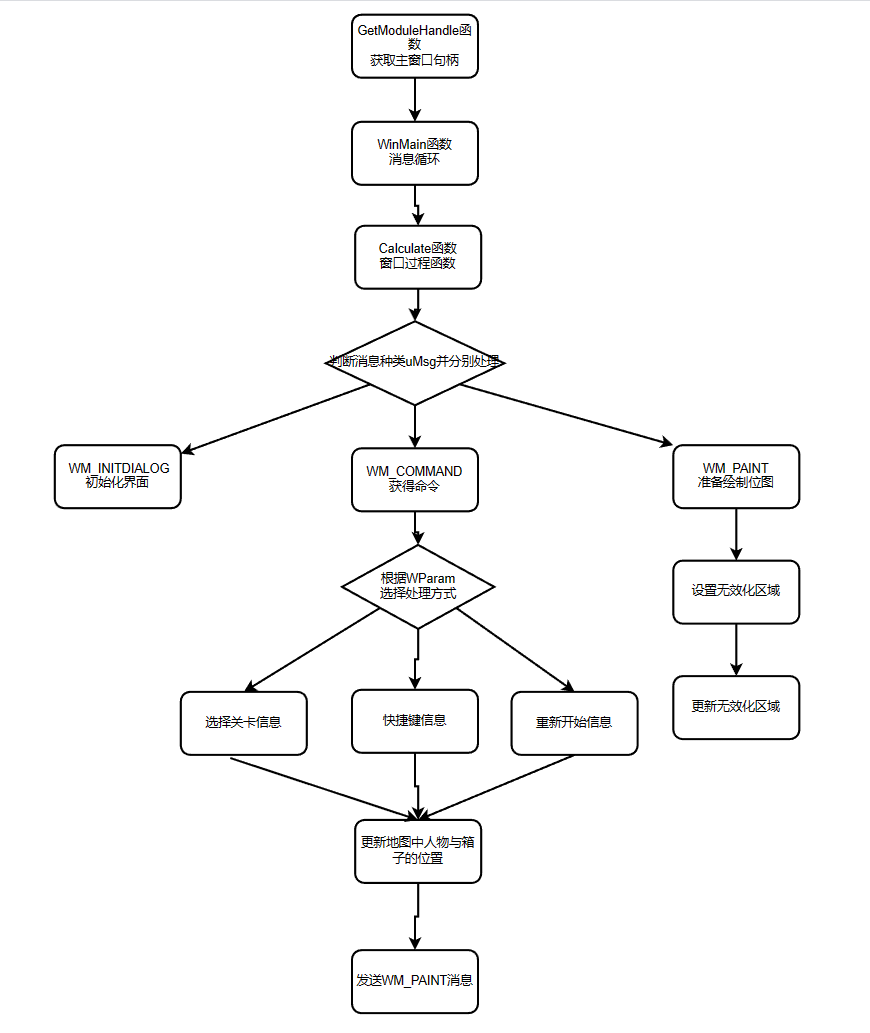 GetModuleHandle函
数
获取主窗口句柄
WinMain函数
消息循环
Calculate函数
窗口过程函数
判断消息种类uMsg并分别处理
WM_INITDIALOG
初始化界面
WM_COMMAND
获得命令
WM_PAINT
准备绘制位图
根据WParam
选择处理方式
设置无效化区域
选择关卡信息
快捷键信息
重新开始信息
更新无效化区域
更新地图中人物与箱
子的位置
发送WM_PAINT消息